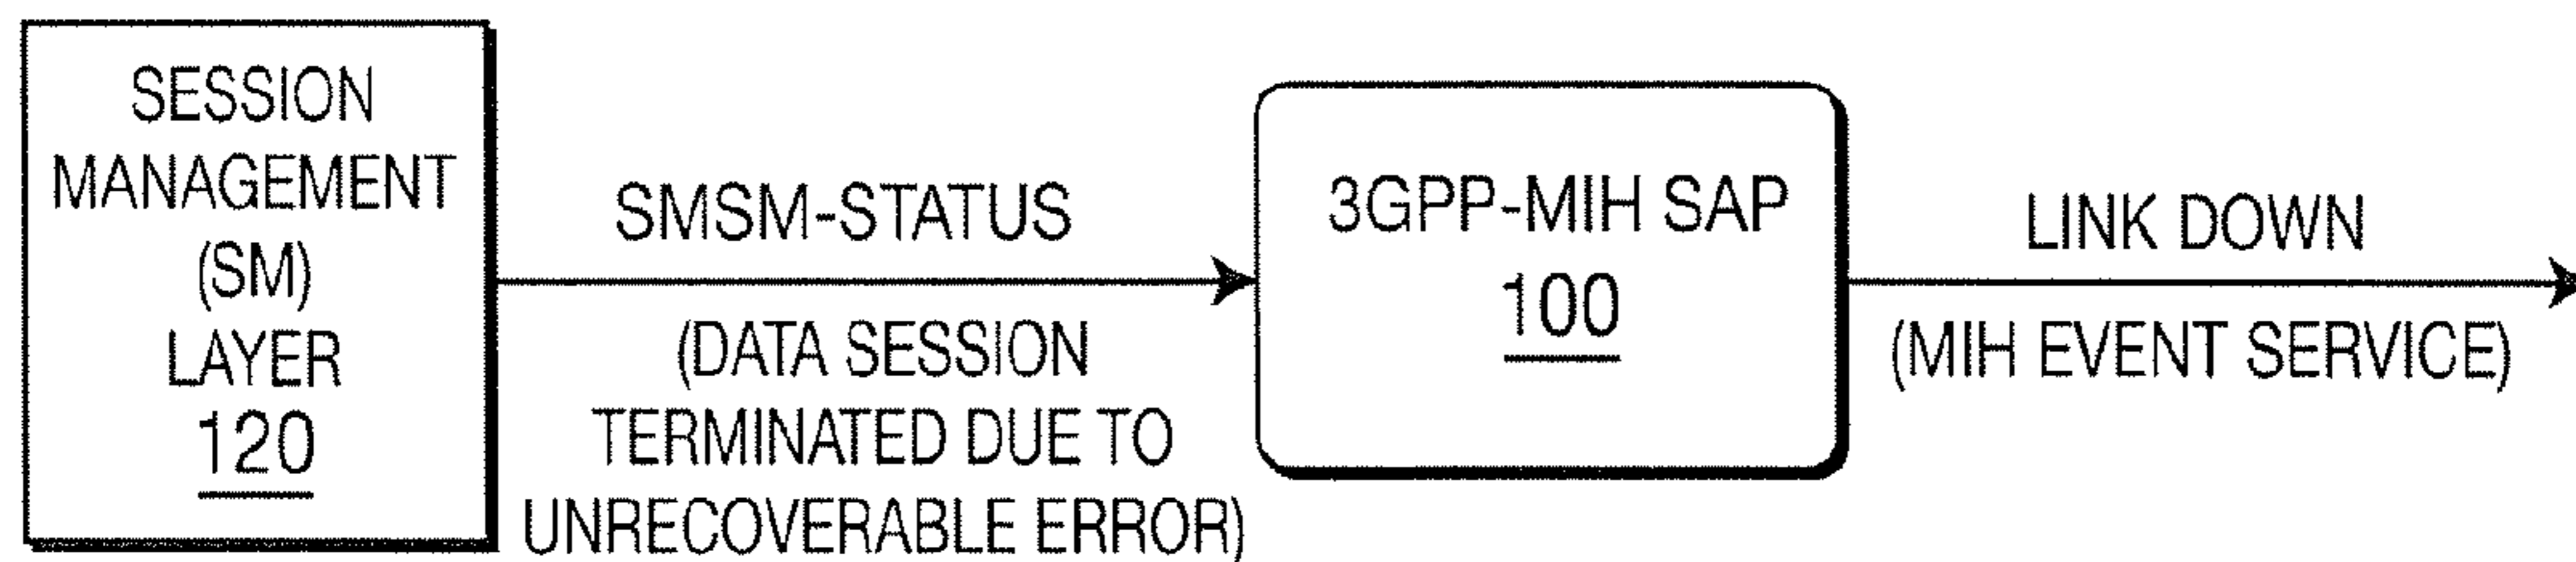 SESSION
MANAGEMENT
(SM)
LAYER
120
SMSM-STATUS
(DATA SESSION
TERMINATED DUE TO
UNRECOVERABLE ERROR)
3GPP-MIH SAP
100
LINK DOWN
(MIH EVENT SERVICE)